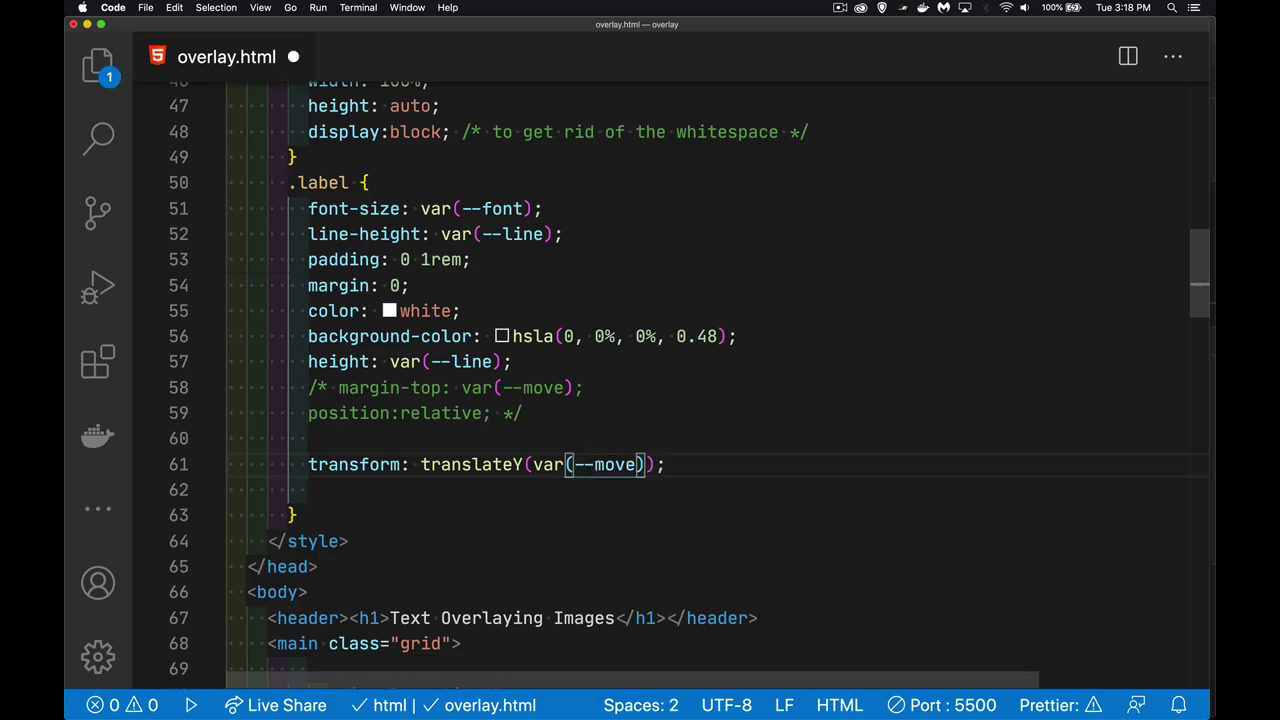 Code File Edit Selection View Go Run Terminal Window Help 100% Tue 3:18 PM
overlay.html — overlay
overlay.html
1
46 width: 100%;
47 height: auto;
48 display:block; /* to get rid of the whitespace */
49 }
50 .label {
51 font-size: var(--font);
52 line-height: var(--line);
53 padding: 0 1rem;
54 margin: 0;
55 color: white;
56 background-color: hsla(0, 0%, 0%, 0.48);
57 height: var(--line);
58 /* margin-top: var(--move);
59 position:relative; */
60
61 transform: translateY(var(--move));
62
63 }
64 </style>
65 </head>
66 <body>
67 <header><h1>Text Overlaying Images</h1></header>
68 <main class="grid">
69
0 0 Live Share html overlay.html Spaces: 2 UTF-8 LF HTML Port : 5500 Prettier: